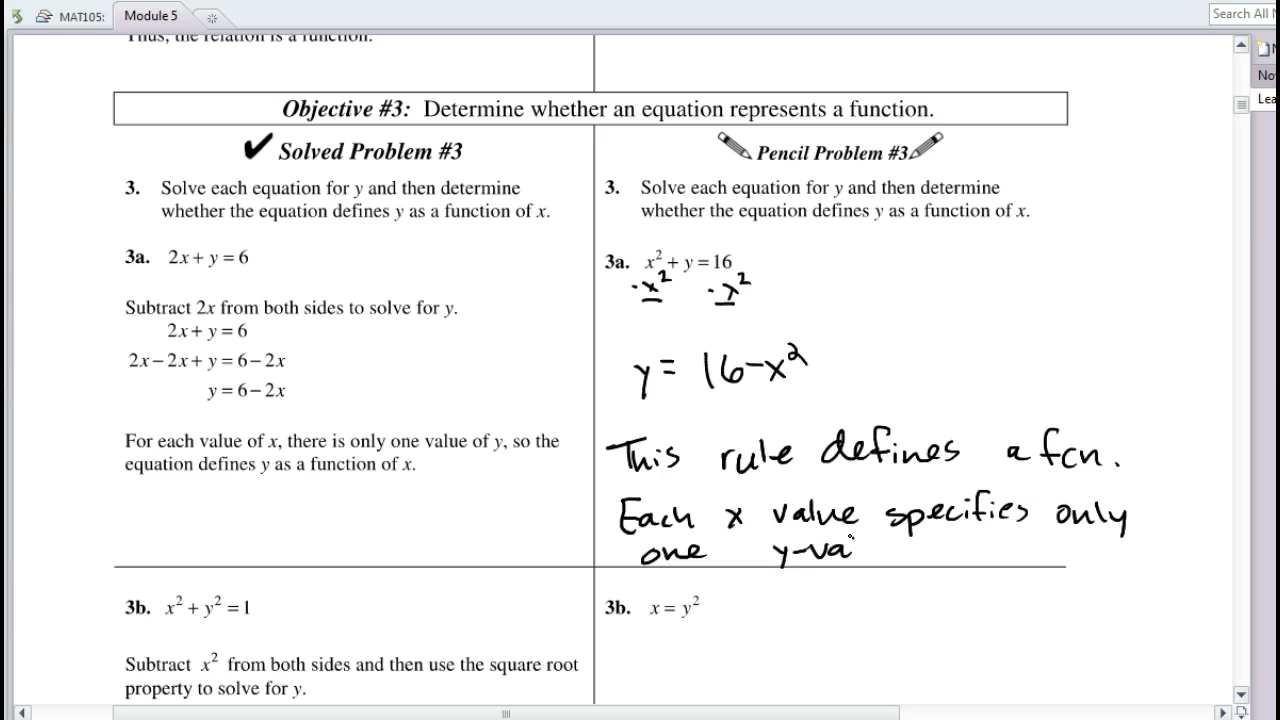 MAT105:
Module 5
Search All
Thus, the relation is a function.
Objective #3: Determine whether an equation represents a function.
Solved Problem #3
3. Solve each equation for y and then determine
whether the equation defines y as a function of x.
3a. 2x + y = 6
Subtract 2x from both sides to solve for y.
2x + y = 6
2x − 2x + y = 6 − 2x
y = 6 − 2x
For each value of x, there is only one value of y, so the
equation defines y as a function of x.
3b. x² + y² = 1
Subtract x² from both sides and then use the square root
property to solve for y.
Pencil Problem #3
3. Solve each equation for y and then determine
whether the equation defines y as a function of x.
3a. x² + y = 16
-x² -x²
y = 16-x²
This rule defines a fcn.
Each x value specifies only
one y-va
3b. x = y²
No
Lea